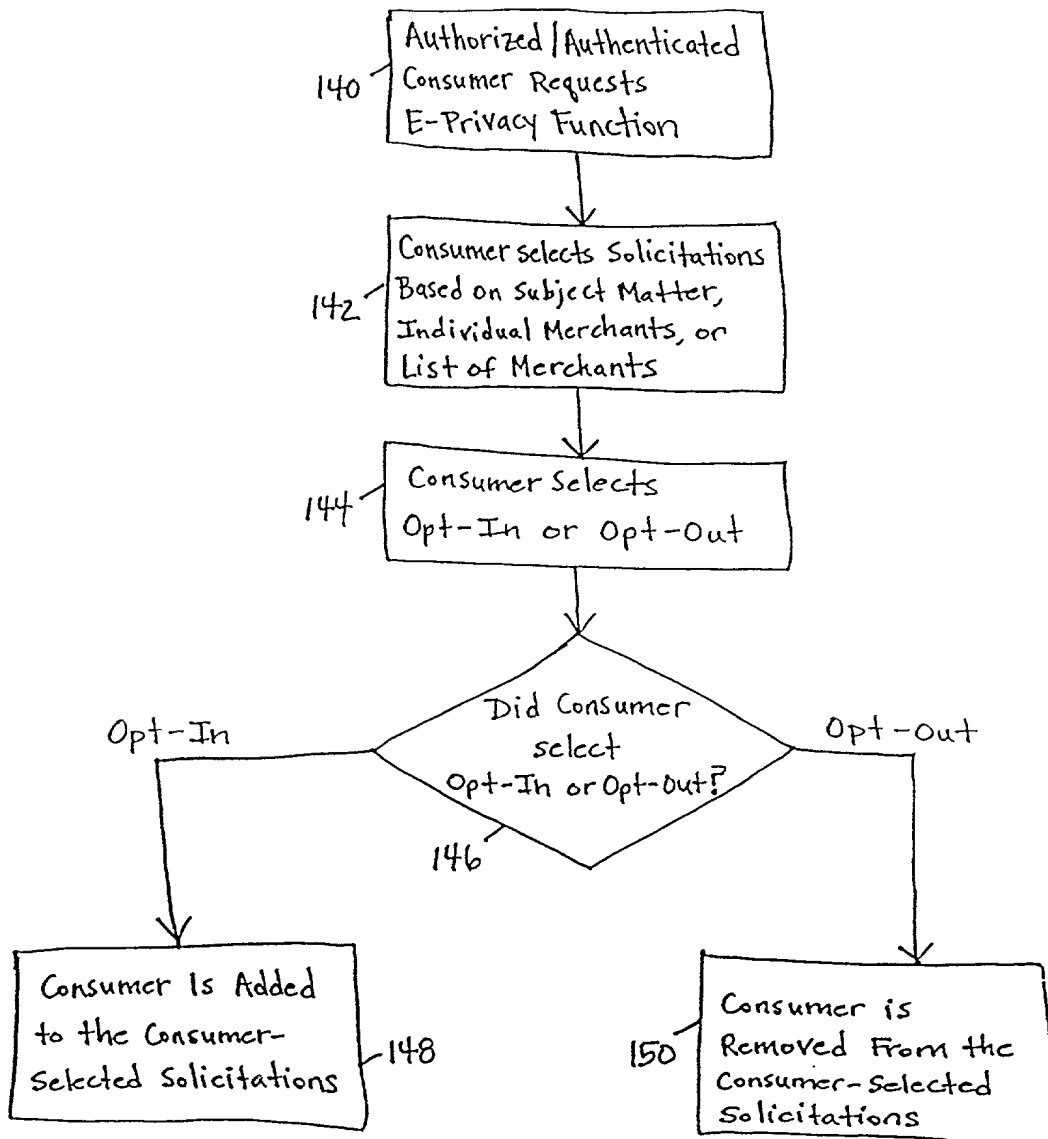 Authorized/Authenticated
Consumer Requests
E-Privacy Function
140
Consumer selects Solicitations
Based on Subject Matter,
Individual Merchants, or
List of Merchants
142
Consumer Selects
Opt-In or Opt-Out
144
Did Consumer
select
Opt-In or Opt-Out?
146
Opt-In
Opt-Out
Consumer Is Added
to the Consumer-
Selected Solicitations
148
Consumer is
Removed From the
Consumer-Selected
Solicitations
150